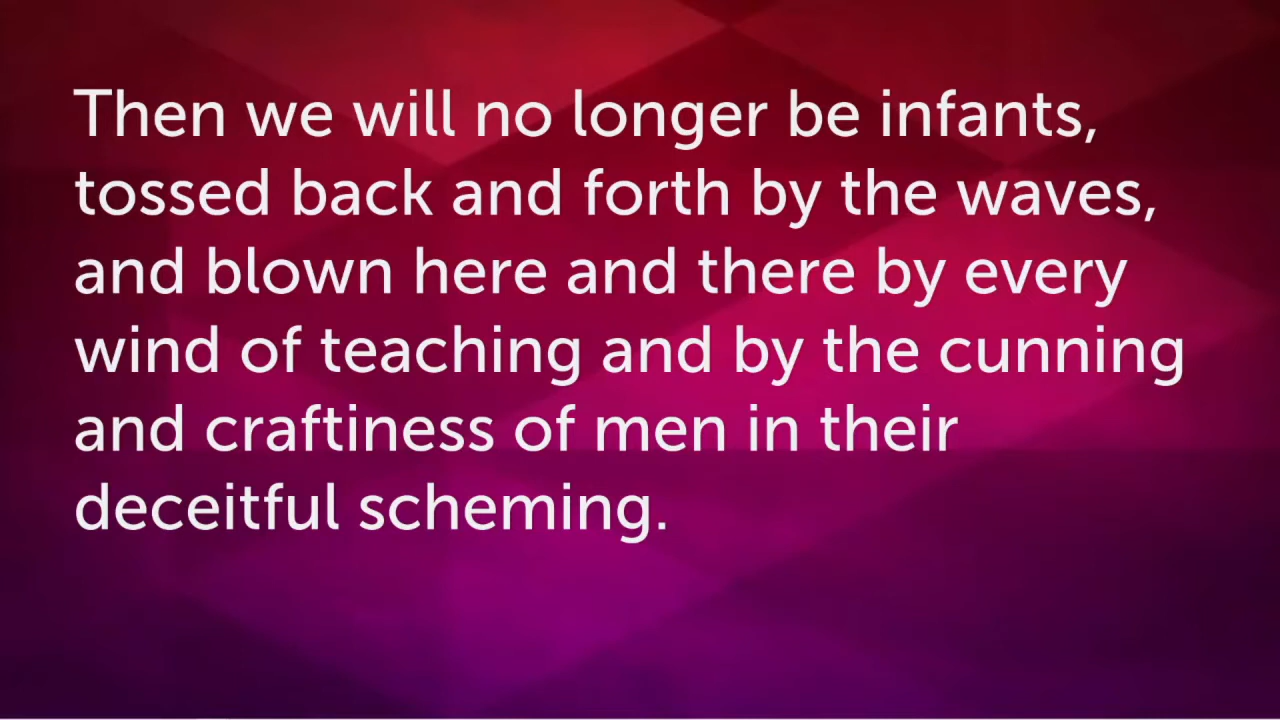 Then we will no longer be infants,
tossed back and forth by the waves,
and blown here and there by every
wind of teaching and by the cunning
and craftiness of men in their
deceitful scheming.